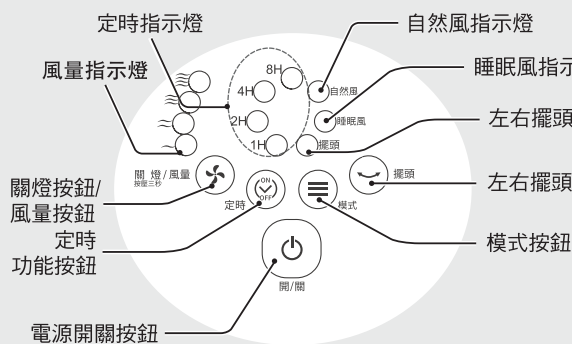 定時指示燈
自然風指示燈
風量指示燈
睡眠風指示
8H
4H
自然風
2H
睡眠風
左右擺頭
1H
擺頭
關 燈/風量
按壓三秒
ON
OFF
擺頭
左右擺頭
關燈按鈕/
風量按鈕
定時
模式
定時
功能按鈕
模式按鈕
開/關
電源開關按鈕